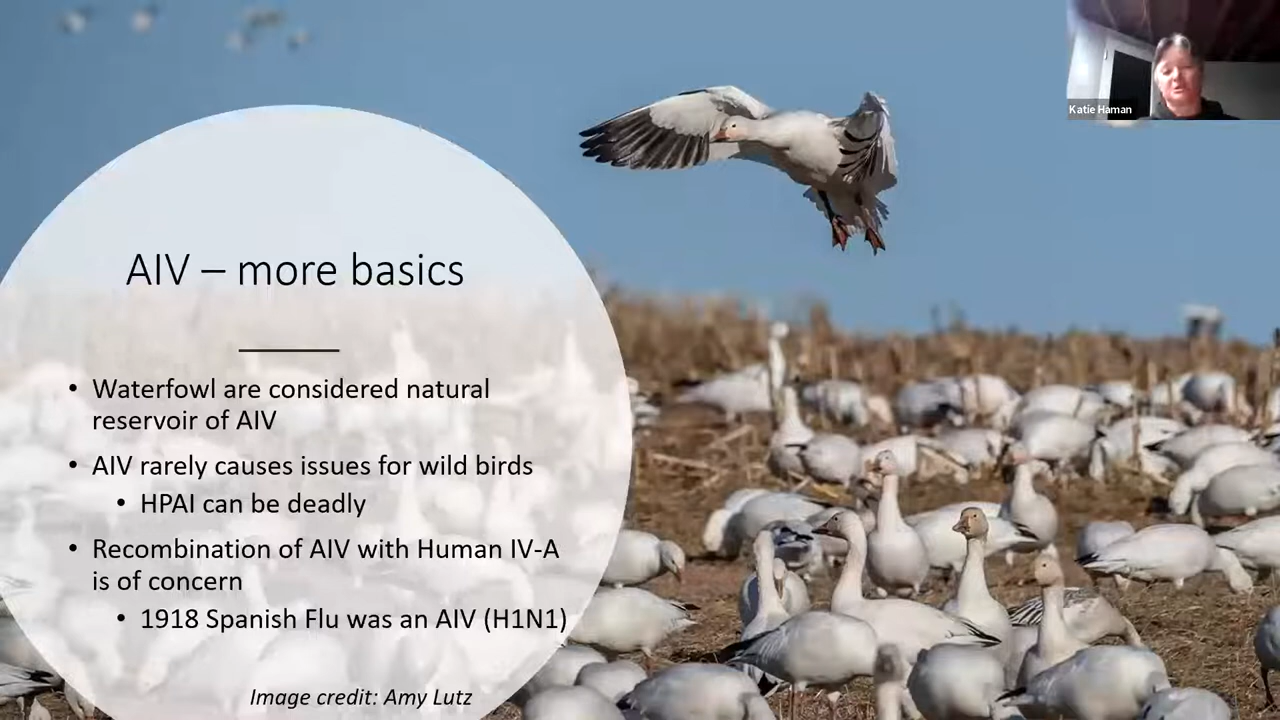 Katie Haman
AIV – more basics
• Waterfowl are considered natural
reservoir of AIV
• AIV rarely causes issues for wild birds
• HPAI can be deadly
• Recombination of AIV with Human IV-A
is of concern
• 1918 Spanish Flu was an AIV (H1N1)
Image credit: Amy Lutz